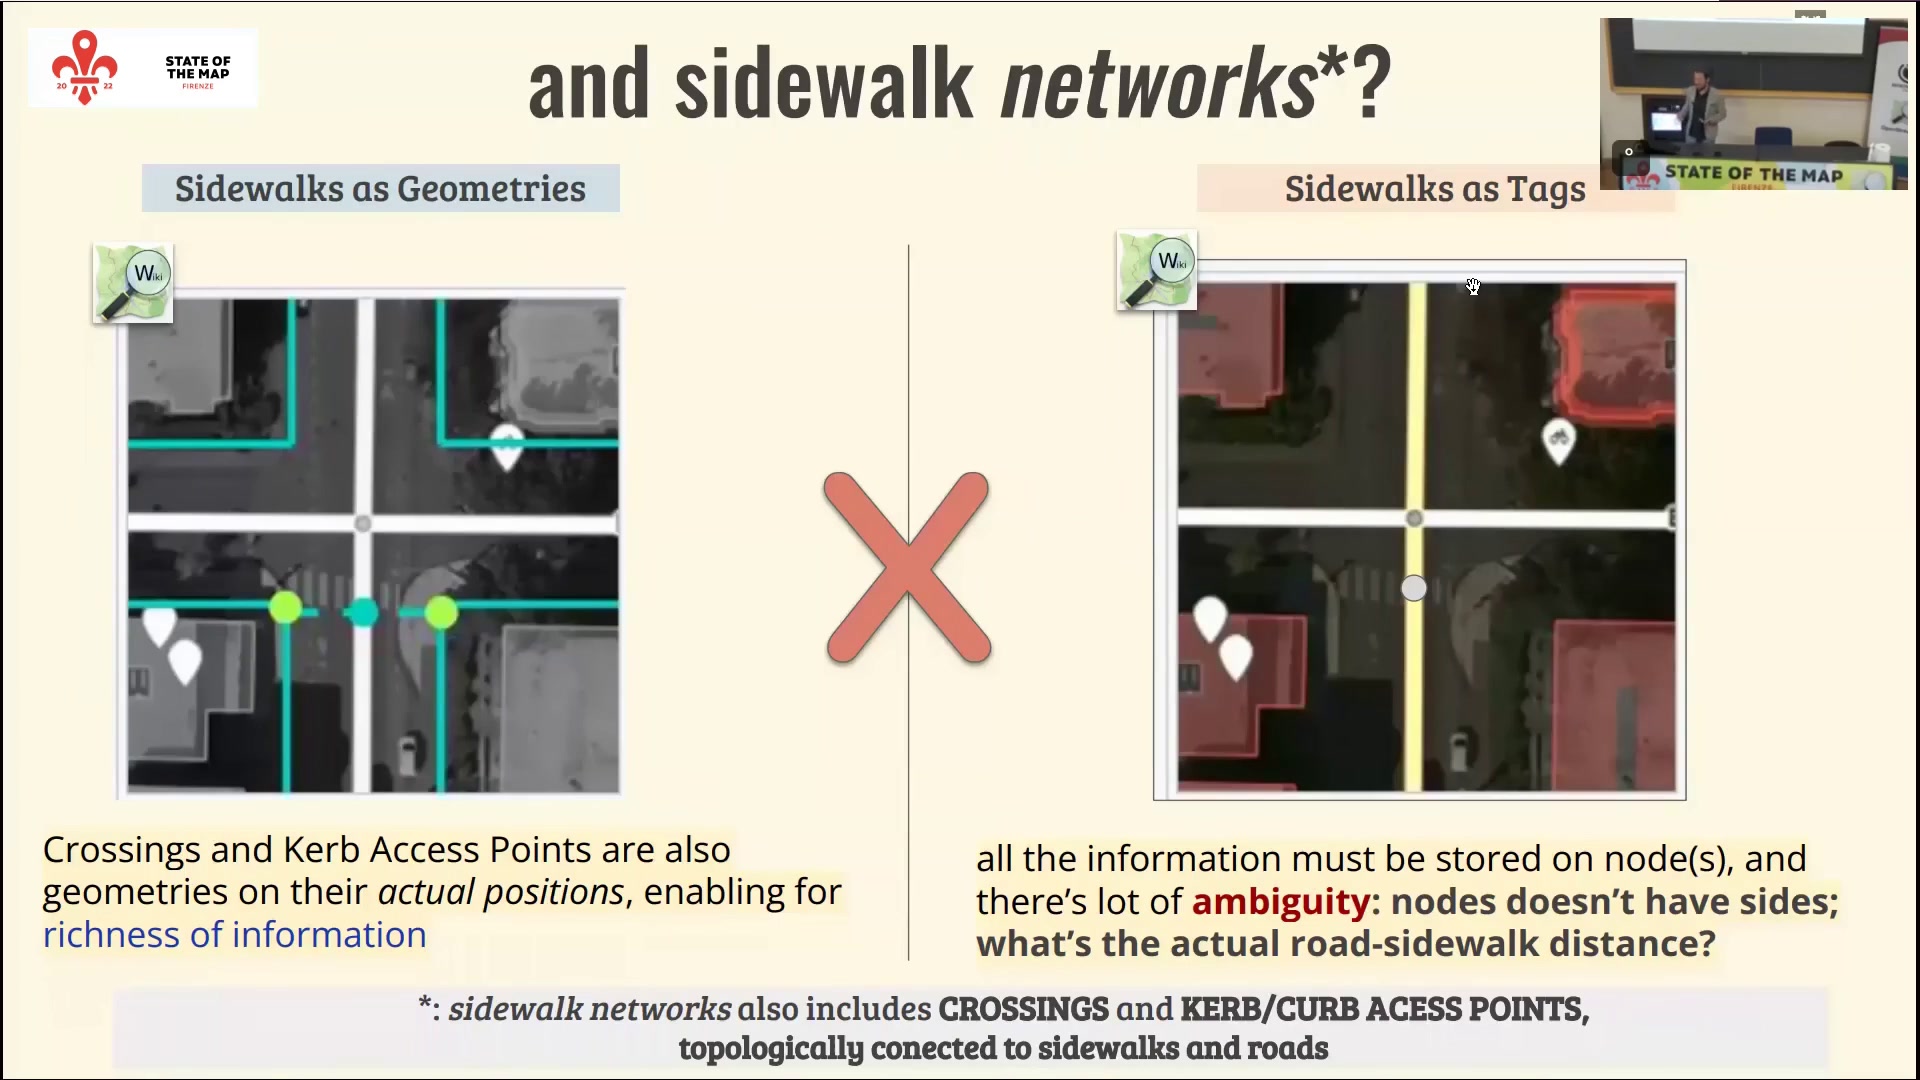 STATE OF
THE MAP
FIRENZE
20 22
and sidewalk networks*?
Sidewalks as Geometries
Sidewalks as Tags
STATE OF THE MAP
FIRENZE
Wiki
Wiki
Crossings and Kerb Access Points are also
geometries on their actual positions, enabling for
richness of information
all the information must be stored on node(s), and
there's lot of ambiguity: nodes doesn't have sides;
what's the actual road-sidewalk distance?
*: sidewalk networks also includes CROSSINGS and KERB/CURB ACESS POINTS,
topologically conected to sidewalks and roads